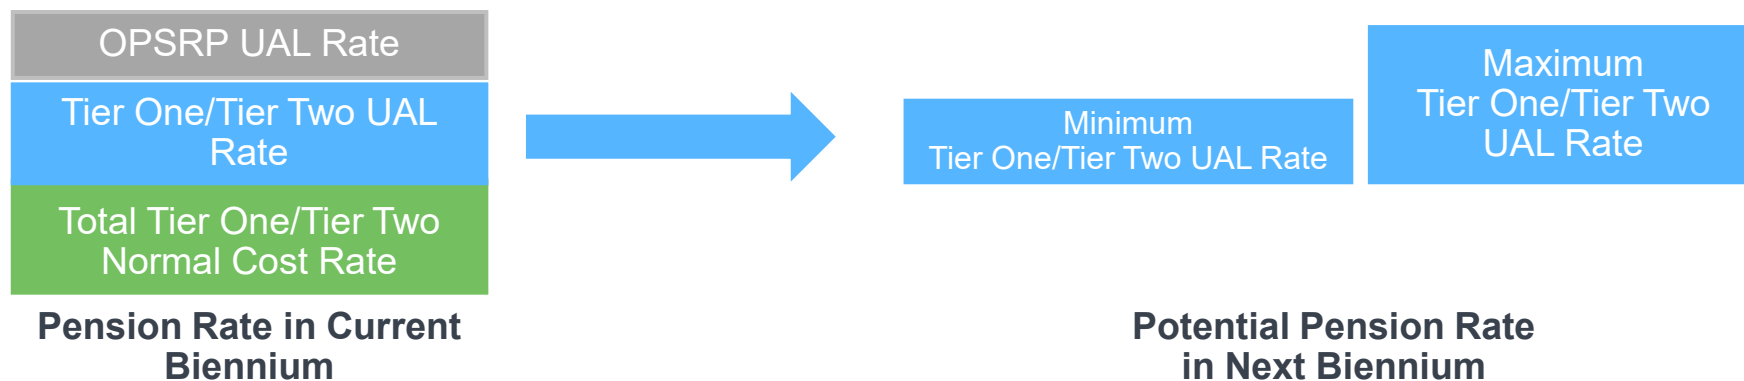 OPSRP UAL Rate
Tier One/Tier Two UAL
Rate
Total Tier One/Tier Two
Normal Cost Rate
Pension Rate in Current
Biennium
Minimum
Tier One/Tier Two UAL Rate
Maximum
Tier One/Tier Two
UAL Rate
Potential Pension Rate
in Next Biennium